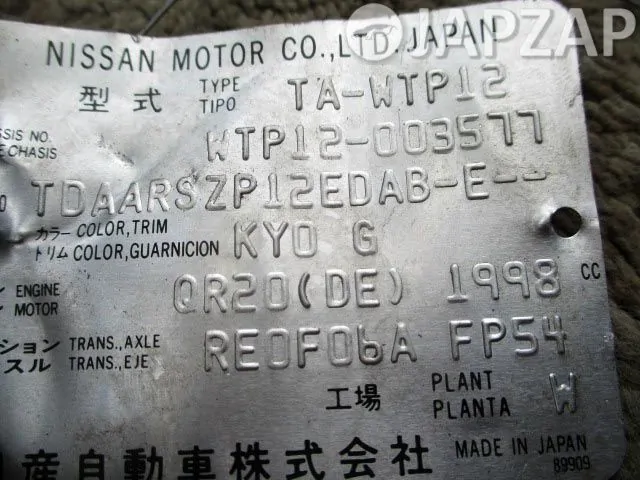 JAPZAP
NISSAN MOTOR CO.,LTD. JAPAN
型式 TYPE TIPO TA-WTP12
NO. CHASIS WTP12-003577
TDAARSZP12EDAB-E--
カラー COLOR,TRIM
トリム COLOR,GUARNICION KY0 G
ENGINE MOTOR QR20(DE) 1998 CC
ション TRANS.,AXLE
スル TRANS.,EJE RE0F06A FP54
工場 PLANT PLANTA W
産自動車株式会社 MADE IN JAPAN
89909